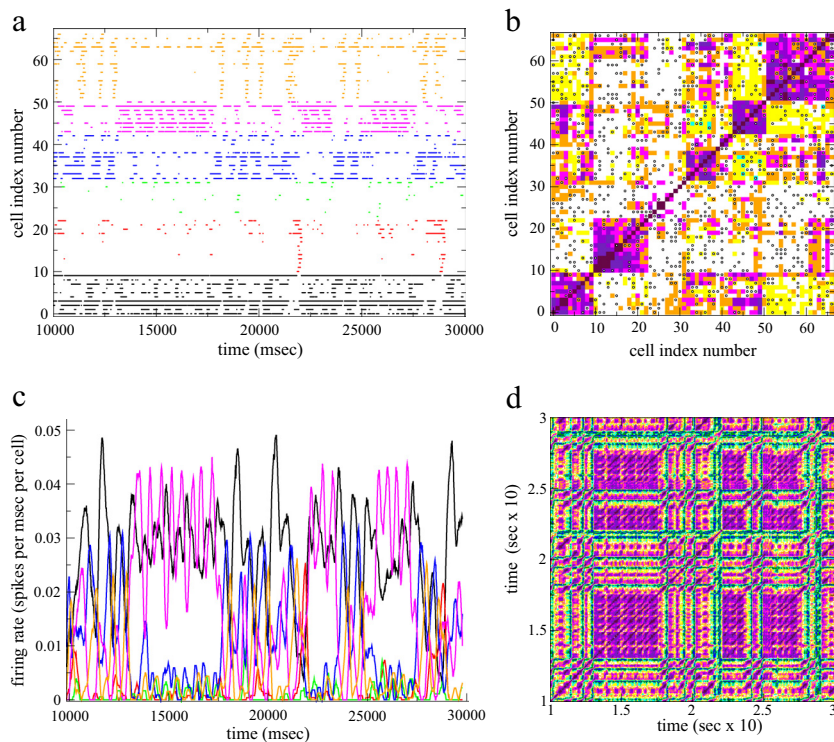 a
60
50
40
30
20
10
0
cell index number
10000 15000 20000 25000 30000
time (msec)
b
60
50
40
30
20
10
0
cell index number
0 10 20 30 40 50 60
cell index number
c
0.05
0.04
0.03
0.02
0.01
0
firing rate (spikes per msec per cell)
10000 15000 20000 25000 30000
time (msec)
d
3
2.5
2
1.5
1
time (sec x 10)
1 1.5 2 2.5 3
time (sec x 10)